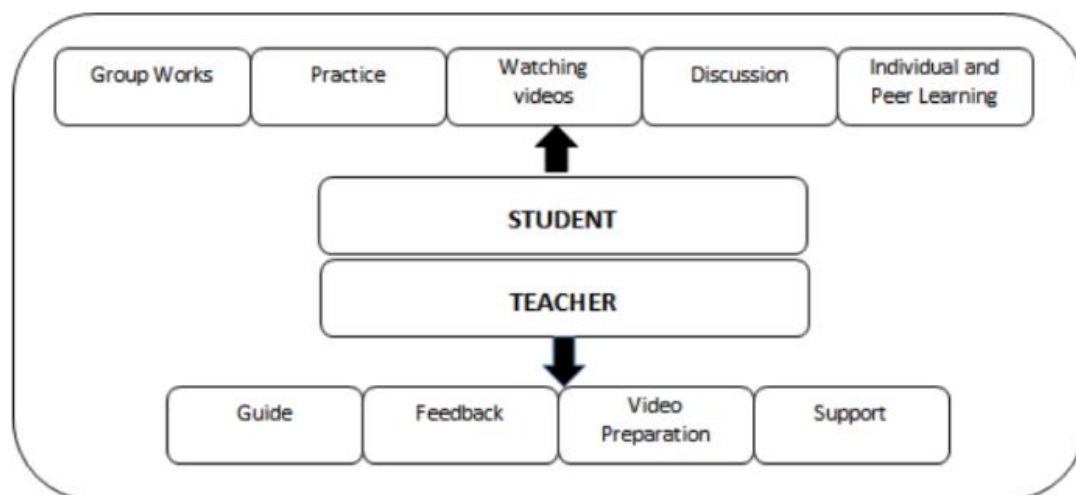 Group Works
Practice
Watching
videos
Discussion
Individual and
Peer Learning
STUDENT
TEACHER
Guide
Feedback
Video
Preparation
Support